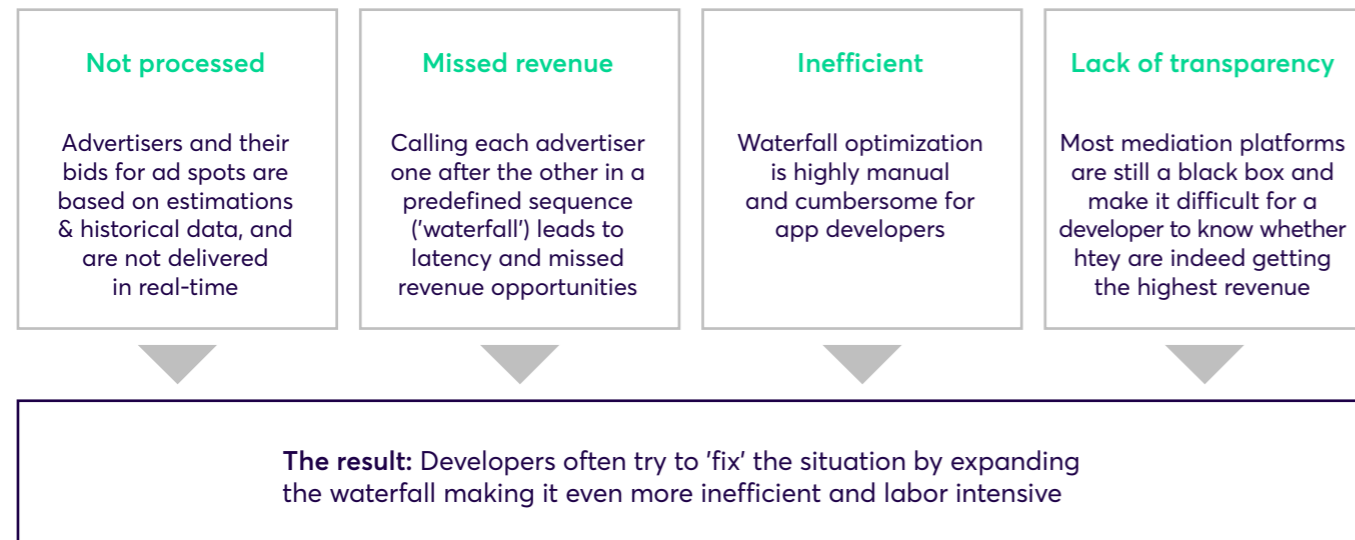 Not processed
Advertisers and their
bids for ad spots are
based on estimations
& historical data, and
are not delivered
in real-time
Missed revenue
Calling each advertiser
one after the other in a
predefined sequence
('waterfall') leads to
latency and missed
revenue opportunities
Inefficient
Waterfall optimization
is highly manual
and cumbersome for
app developers
Lack of transparency
Most mediation platforms
are still a black box and
make it difficult for a
developer to know whether
htey are indeed getting
the highest revenue
The result: Developers often try to 'fix' the situation by expanding
the waterfall making it even more inefficient and labor intensive